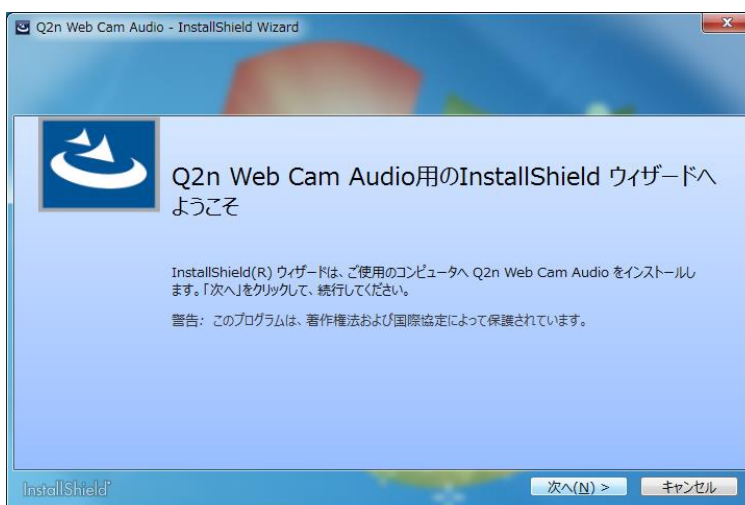 Q2n Web Cam Audio - InstallShield Wizard
Q2n Web Cam Audio用のInstallShield ウィザードへ
ようこそ
InstallShield(R) ウィザードは、ご使用のコンピュータへ Q2n Web Cam Audio をインストールし
ます。「次へ」をクリックして、続行してください。
警告: このプログラムは、著作権法および国際協定によって保護されています。
InstallShield
次へ(N) > キャンセル